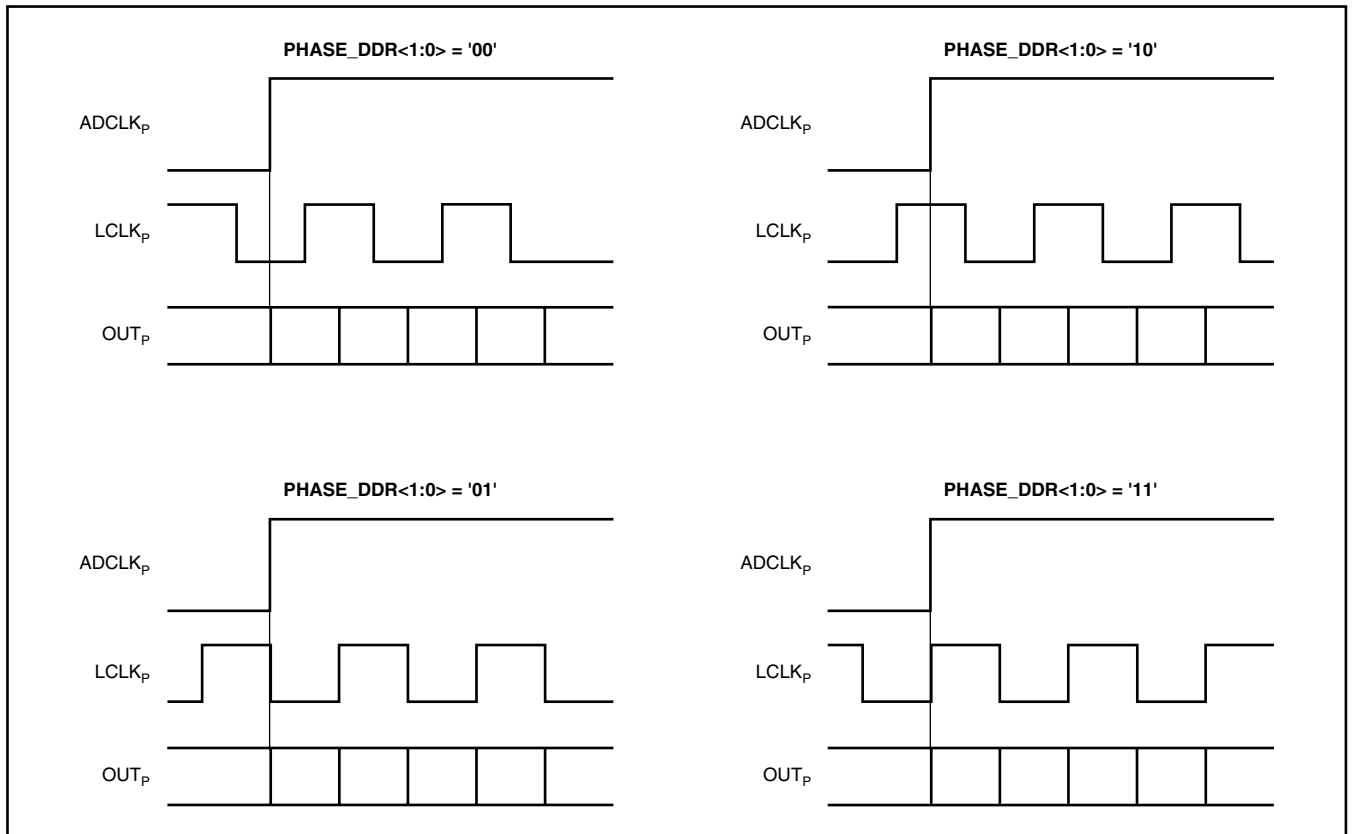 PHASE_DDR<1:0> = '00'
ADCLKP
LCLKP
OUTP
PHASE_DDR<1:0> = '10'
ADCLKP
LCLKP
OUTP
PHASE_DDR<1:0> = '01'
ADCLKP
LCLKP
OUTP
PHASE_DDR<1:0> = '11'
ADCLKP
LCLKP
OUTP